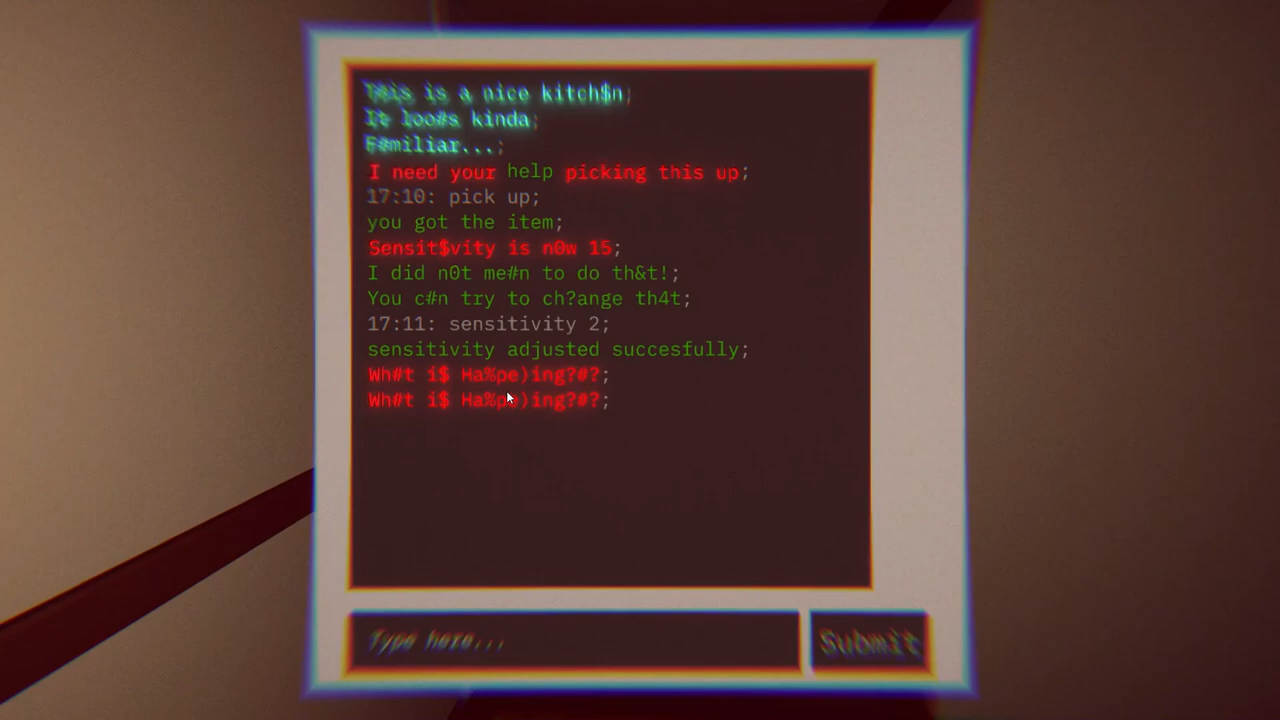 This is a nice kitch$n;
It loo#s kinda;
F#miliar...;
I need your help picking this up;
17:10: pick up;
you got the item;
Sensit$vity is n0w 15;
I did n0t me#n to do th&t!;
You c#n try to ch?ange th4t;
17:11: sensitivity 2;
sensitivity adjusted succesfully;
Wh#t i$ Ha%pe)ing?#?;
Wh#t i$ Ha%pe)ing?#?;
Type here...
Submit